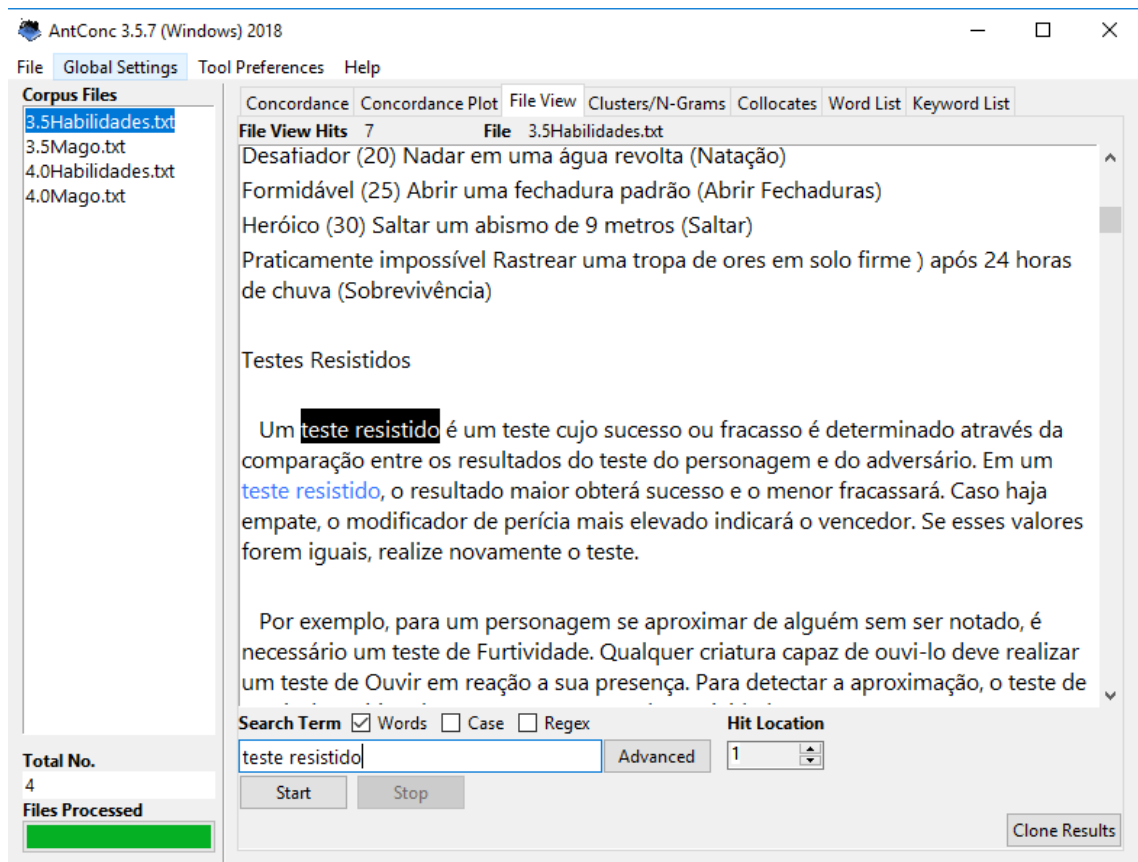 AntConc 3.5.7 (Windows) 2018
File Global Settings Tool Preferences Help
Corpus Files
3.5Habilidades.txt
3.5Mago.txt
4.0Habilidades.txt
4.0Mago.txt
Total No.
4
Files Processed
Concordance Concordance Plot File View Clusters/N-Grams Collocates Word List Keyword List
File View Hits 7 File 3.5Habilidades.txt
Desafiador (20) Nadar em uma água revolta (Natação)
Formidável (25) Abrir uma fechadura padrão (Abrir Fechaduras)
Heróico (30) Saltar um abismo de 9 metros (Saltar)
Praticamente impossível Rastrear uma tropa de ores em solo firme ) após 24 horas
de chuva (Sobrevivência)
Testes Resistidos
Um teste resistido é um teste cujo sucesso ou fracasso é determinado através da
comparação entre os resultados do teste do personagem e do adversário. Em um
teste resistido, o resultado maior obterá sucesso e o menor fracassará. Caso haja
empate, o modificador de perícia mais elevado indicará o vencedor. Se esses valores
forem iguais, realize novamente o teste.
Por exemplo, para um personagem se aproximar de alguém sem ser notado, é
necessário um teste de Furtividade. Qualquer criatura capaz de ouvi-lo deve realizar
um teste de Ouvir em reação a sua presença. Para detectar a aproximação, o teste de
Search Term Words Case Regex Hit Location
teste resistido Advanced 1
Start Stop
Clone Results